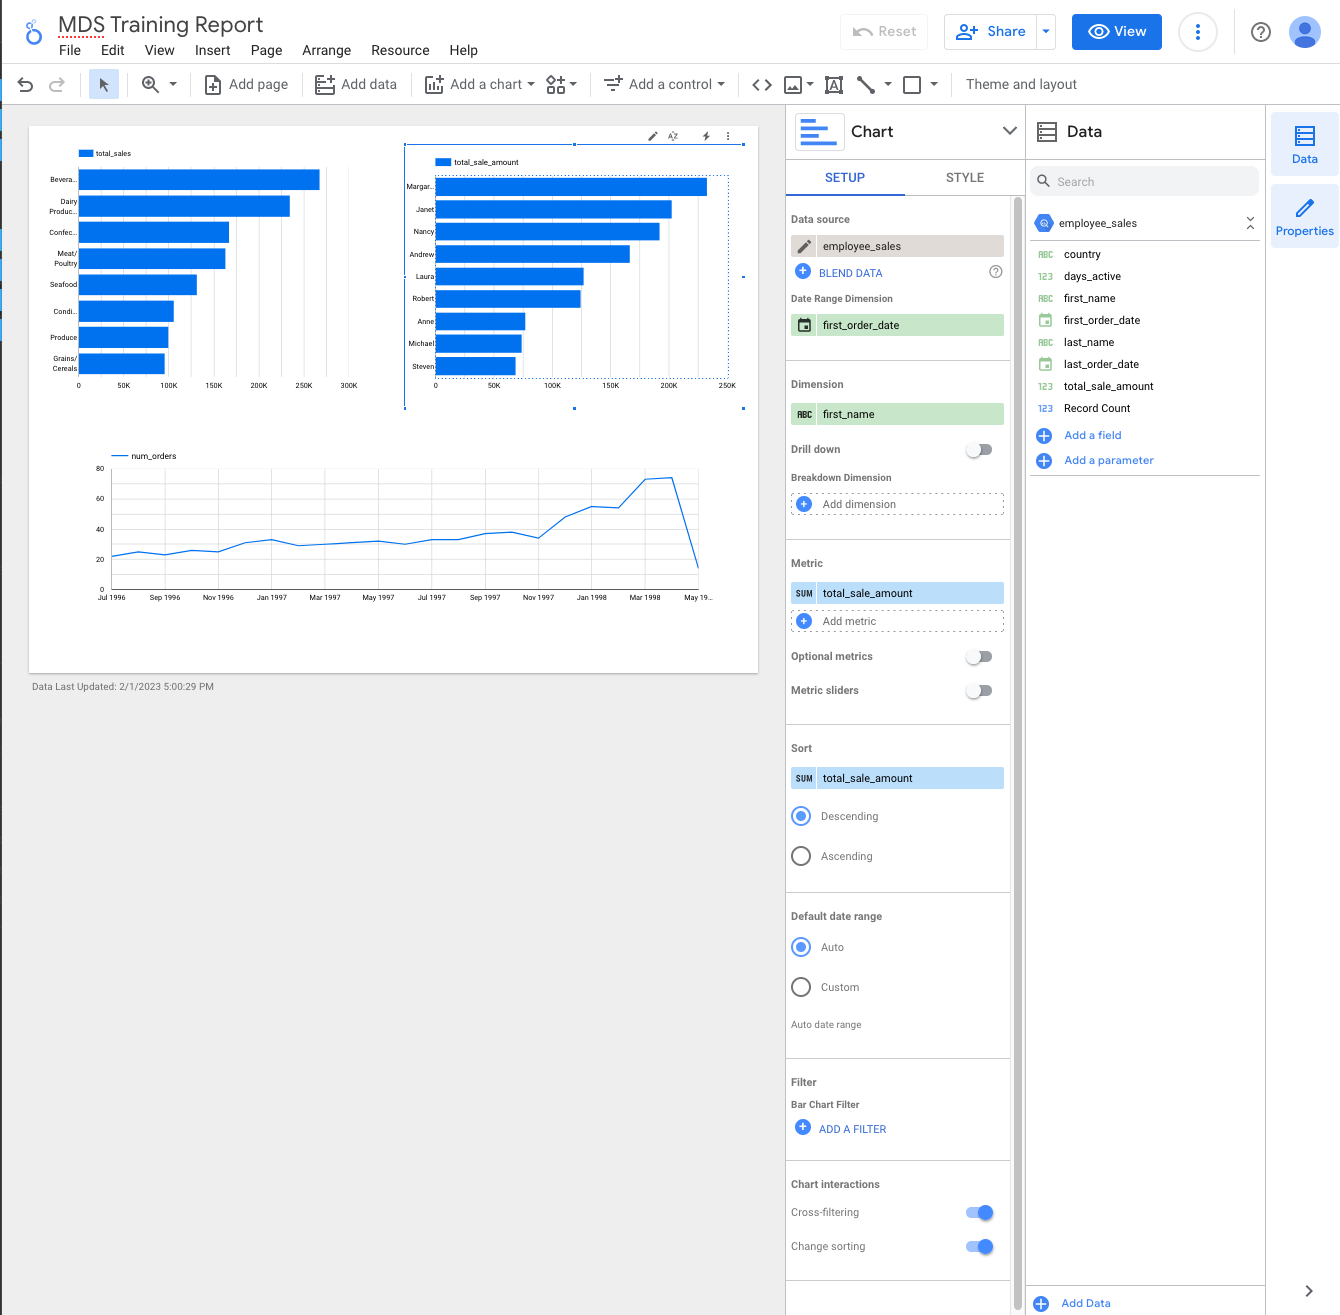 MDS Training Report
File Edit View Insert Page Arrange Resource Help
Reset Share View
Add page Add data Add a chart Add a control Theme and layout
total_sales
Bevera...
Dairy
Produc...
Confec...
Meat/
Poultry
Seafood
Condi...
Produce
Grains/
Cereals
0 50K 100K 150K 200K 250K 300K
total_sale_amount
Margar...
Janet
Nancy
Andrew
Laura
Robert
Anne
Michael
Steven
0 50K 100K 150K 200K 250K
num_orders
80
60
40
20
0
Jul 1996 Sep 1996 Nov 1996 Jan 1997 Mar 1997 May 1997 Jul 1997 Sep 1997 Nov 1997 Jan 1998 Mar 1998 May 19...
Data Last Updated: 2/1/2023 5:00:29 PM
Chart
SETUP STYLE
Data source
employee_sales
BLEND DATA
Date Range Dimension
first_order_date
Dimension
ABC first_name
Drill down
Breakdown Dimension
Add dimension
Metric
SUM total_sale_amount
Add metric
Optional metrics
Metric sliders
Sort
SUM total_sale_amount
Descending
Ascending
Default date range
Auto
Custom
Auto date range
Filter
Bar Chart Filter
ADD A FILTER
Chart interactions
Cross-filtering
Change sorting
Data
Search
employee_sales
ABC country
123 days_active
ABC first_name
first_order_date
ABC last_name
last_order_date
123 total_sale_amount
123 Record Count
Add a field
Add a parameter
Add Data
Data
Properties